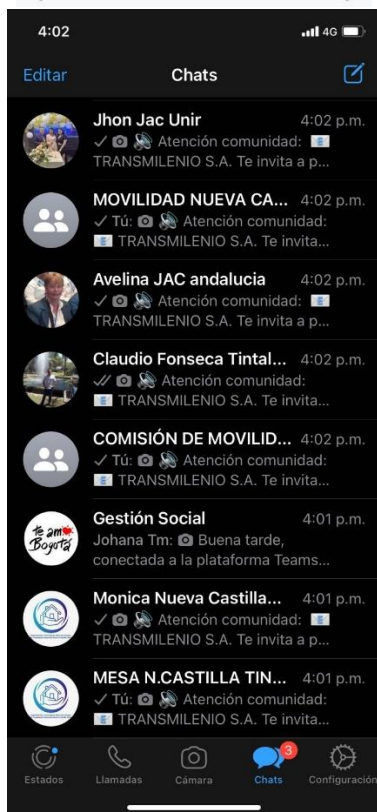 4:02
4G
Editar
Chats
Jhon Jac Unir
4:02 p.m.
Atención comunidad:
TRANSMILENIO S.A. Te invita a p...
MOVILIDAD NUEVA CA...
4:02 p.m.
Tú: Atención comunidad:
TRANSMILENIO S.A. Te invita...
Avelina JAC andalucia
4:02 p.m.
Atención comunidad:
TRANSMILENIO S.A. Te invita a p...
Claudio Fonseca Tintal...
4:02 p.m.
Atención comunidad:
TRANSMILENIO S.A. Te invita...
COMISIÓN DE MOVILID...
4:02 p.m.
Tú: Atención comunidad:
TRANSMILENIO S.A. Te invita...
te amo
Bogotá
Gestión Social
4:01 p.m.
Johana Tm: Buena tarde,
conectada a la plataforma Teams...
Monica Nueva Castilla...
4:01 p.m.
Atención comunidad:
TRANSMILENIO S.A. Te invita a p...
MESA N.CASTILLA TIN...
4:01 p.m.
Tú: Atención comunidad:
TRANSMILENIO S.A. Te invita...
3
Estados
Llamadas
Cámara
Chats
Configuración